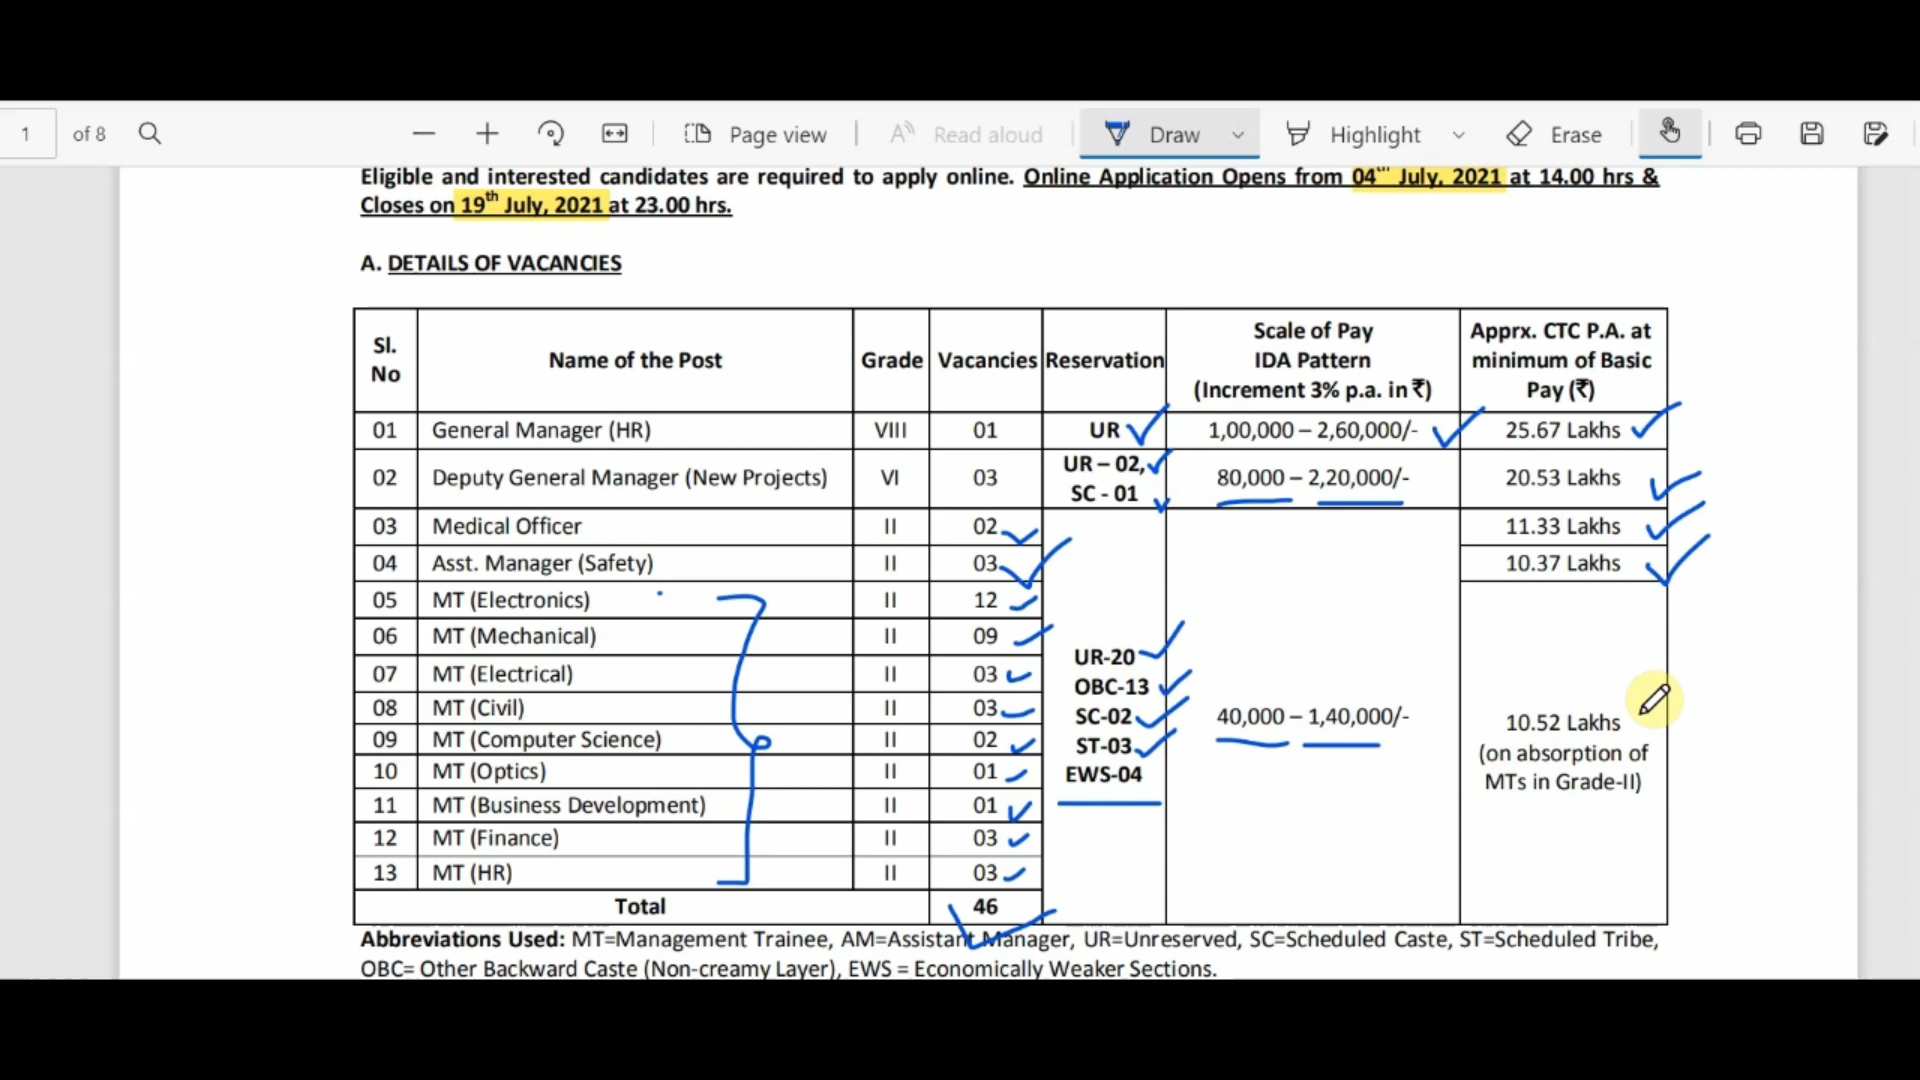 1 of 8 Page view Read aloud Draw Highlight Erase
Eligible and interested candidates are required to apply online. Online Application Opens from 04th July, 2021 at 14.00 hrs &
Closes on 19th July, 2021 at 23.00 hrs.
A. DETAILS OF VACANCIES
Sl. No Name of the Post Grade Vacancies Reservation Scale of Pay IDA Pattern (Increment 3% p.a. in ₹) Apprx. CTC P.A. at minimum of Basic Pay (₹)
01 General Manager (HR) VIII 01 UR 1,00,000 – 2,60,000/- 25.67 Lakhs
02 Deputy General Manager (New Projects) VI 03 UR – 02, SC - 01 80,000 – 2,20,000/- 20.53 Lakhs
03 Medical Officer II 02 11.33 Lakhs
04 Asst. Manager (Safety) II 03 10.37 Lakhs
05 MT (Electronics) II 12
06 MT (Mechanical) II 09
UR-20
07 MT (Electrical) II 03
OBC-13
08 MT (Civil) II 03
SC-02 40,000 – 1,40,000/- 10.52 Lakhs
09 MT (Computer Science) II 02
ST-03 (on absorption of
10 MT (Optics) II 01
EWS-04 MTs in Grade-II)
11 MT (Business Development) II 01
12 MT (Finance) II 03
13 MT (HR) II 03
Total 46
Abbreviations Used: MT=Management Trainee, AM=Assistant Manager, UR=Unreserved, SC=Scheduled Caste, ST=Scheduled Tribe,
OBC= Other Backward Caste (Non-creamy Layer), EWS = Economically Weaker Sections.